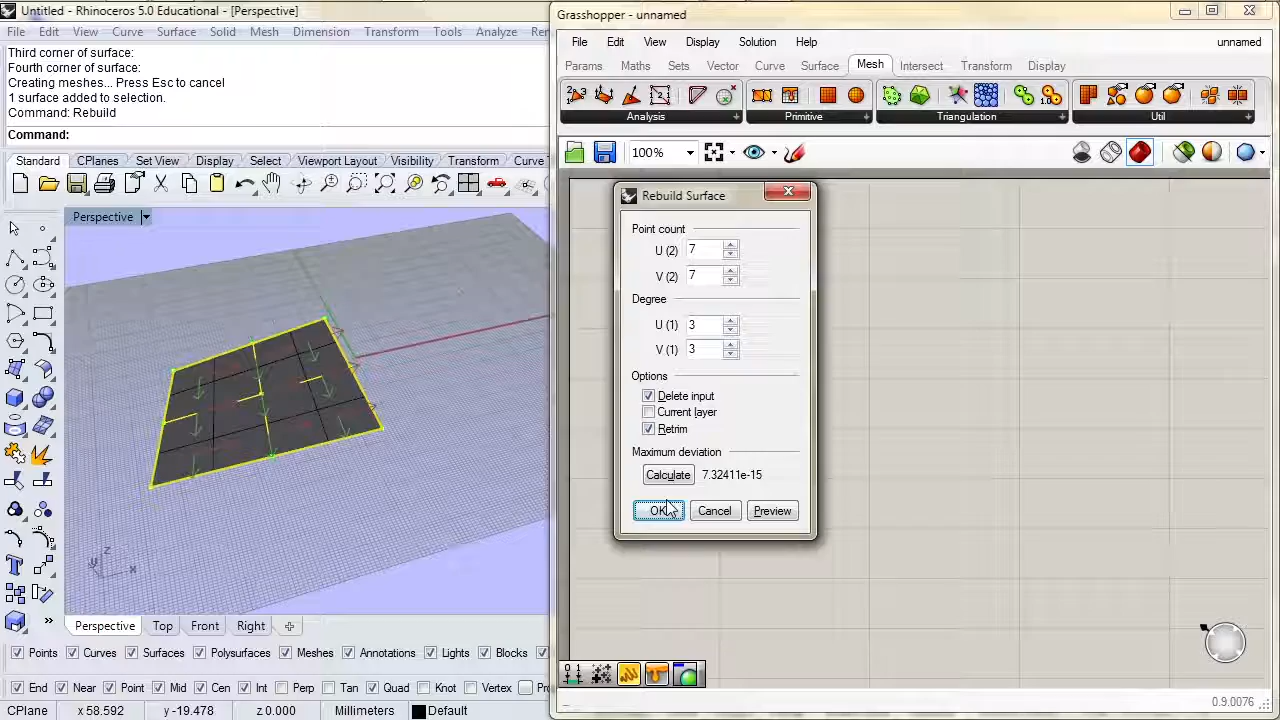 Untitled - Rhinoceros 5.0 Educational - [Perspective]
File Edit View Curve Surface Solid Mesh Dimension Transform Tools Analyze
Third corner of surface:
Fourth corner of surface:
Creating meshes... Press Esc to cancel
1 surface added to selection.
Command: Rebuild
Command:
Standard CPlanes Set View Display Select Viewport Layout Visibility Transform Curve
Perspective
z
y
x
Perspective Top Front Right
Points Curves Surfaces Polysurfaces Meshes Annotations Lights Blocks
End Near Point Mid Cen Int Perp Tan Quad Knot Vertex
CPlane x 58.592 y -19.478 z 0.000 Millimeters Default
Grasshopper - unnamed
File Edit View Display Solution Help unnamed
Params Maths Sets Vector Curve Surface Mesh Intersect Transform Display
Analysis Primitive Triangulation Util
100%
Rebuild Surface
Point count
U (2) 7
V (2) 7
Degree
U (1) 3
V (1) 3
Options
Delete input
Current layer
Retrim
Maximum deviation
Calculate 7.32411e-15
OK Cancel Preview
0.9.0076